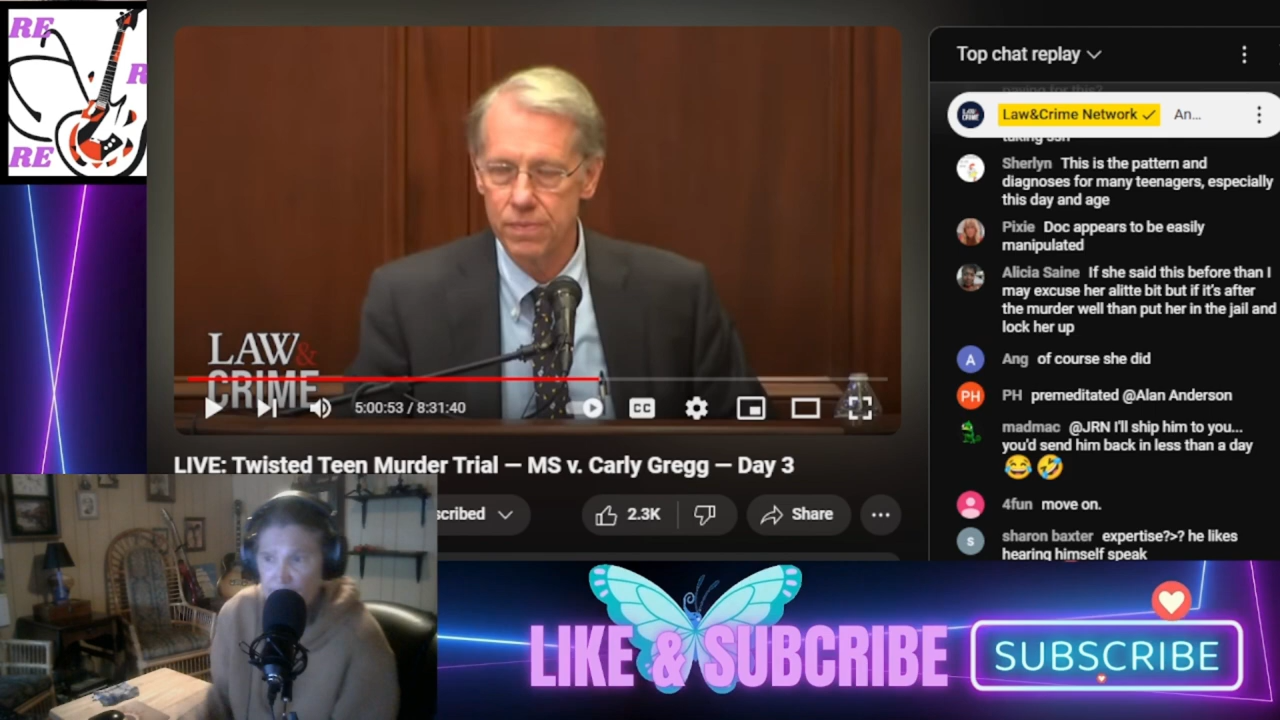 RE
R
RE
LAW&
CRIME
5:00:53 / 8:31:40
CC
LIVE: Twisted Teen Murder Trial — MS v. Carly Gregg — Day 3
scribed
2.3K
Share
Top chat replay
paying for this?
Law&Crime Network
An...
taking ssri
Sherlyn This is the pattern and
diagnoses for many teenagers, especially
this day and age
Pixie Doc appears to be easily
manipulated
Alicia Saine If she said this before than I
may excuse her alitte bit but if it's after
the murder well than put her in the jail and
lock her up
A
Ang of course she did
PH
PH premeditated @Alan Anderson
madmac @JRN I'll ship him to you...
you'd send him back in less than a day
4fun move on.
s
sharon baxter expertise?>? he likes
hearing himself speak
LIKE & SUBCRIBE
SUBSCRIBE